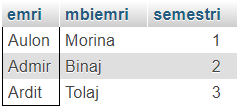 emri mbiemri semestri
Aulon Morina 1
Admir Binaj 2
Ardit Tolaj 3